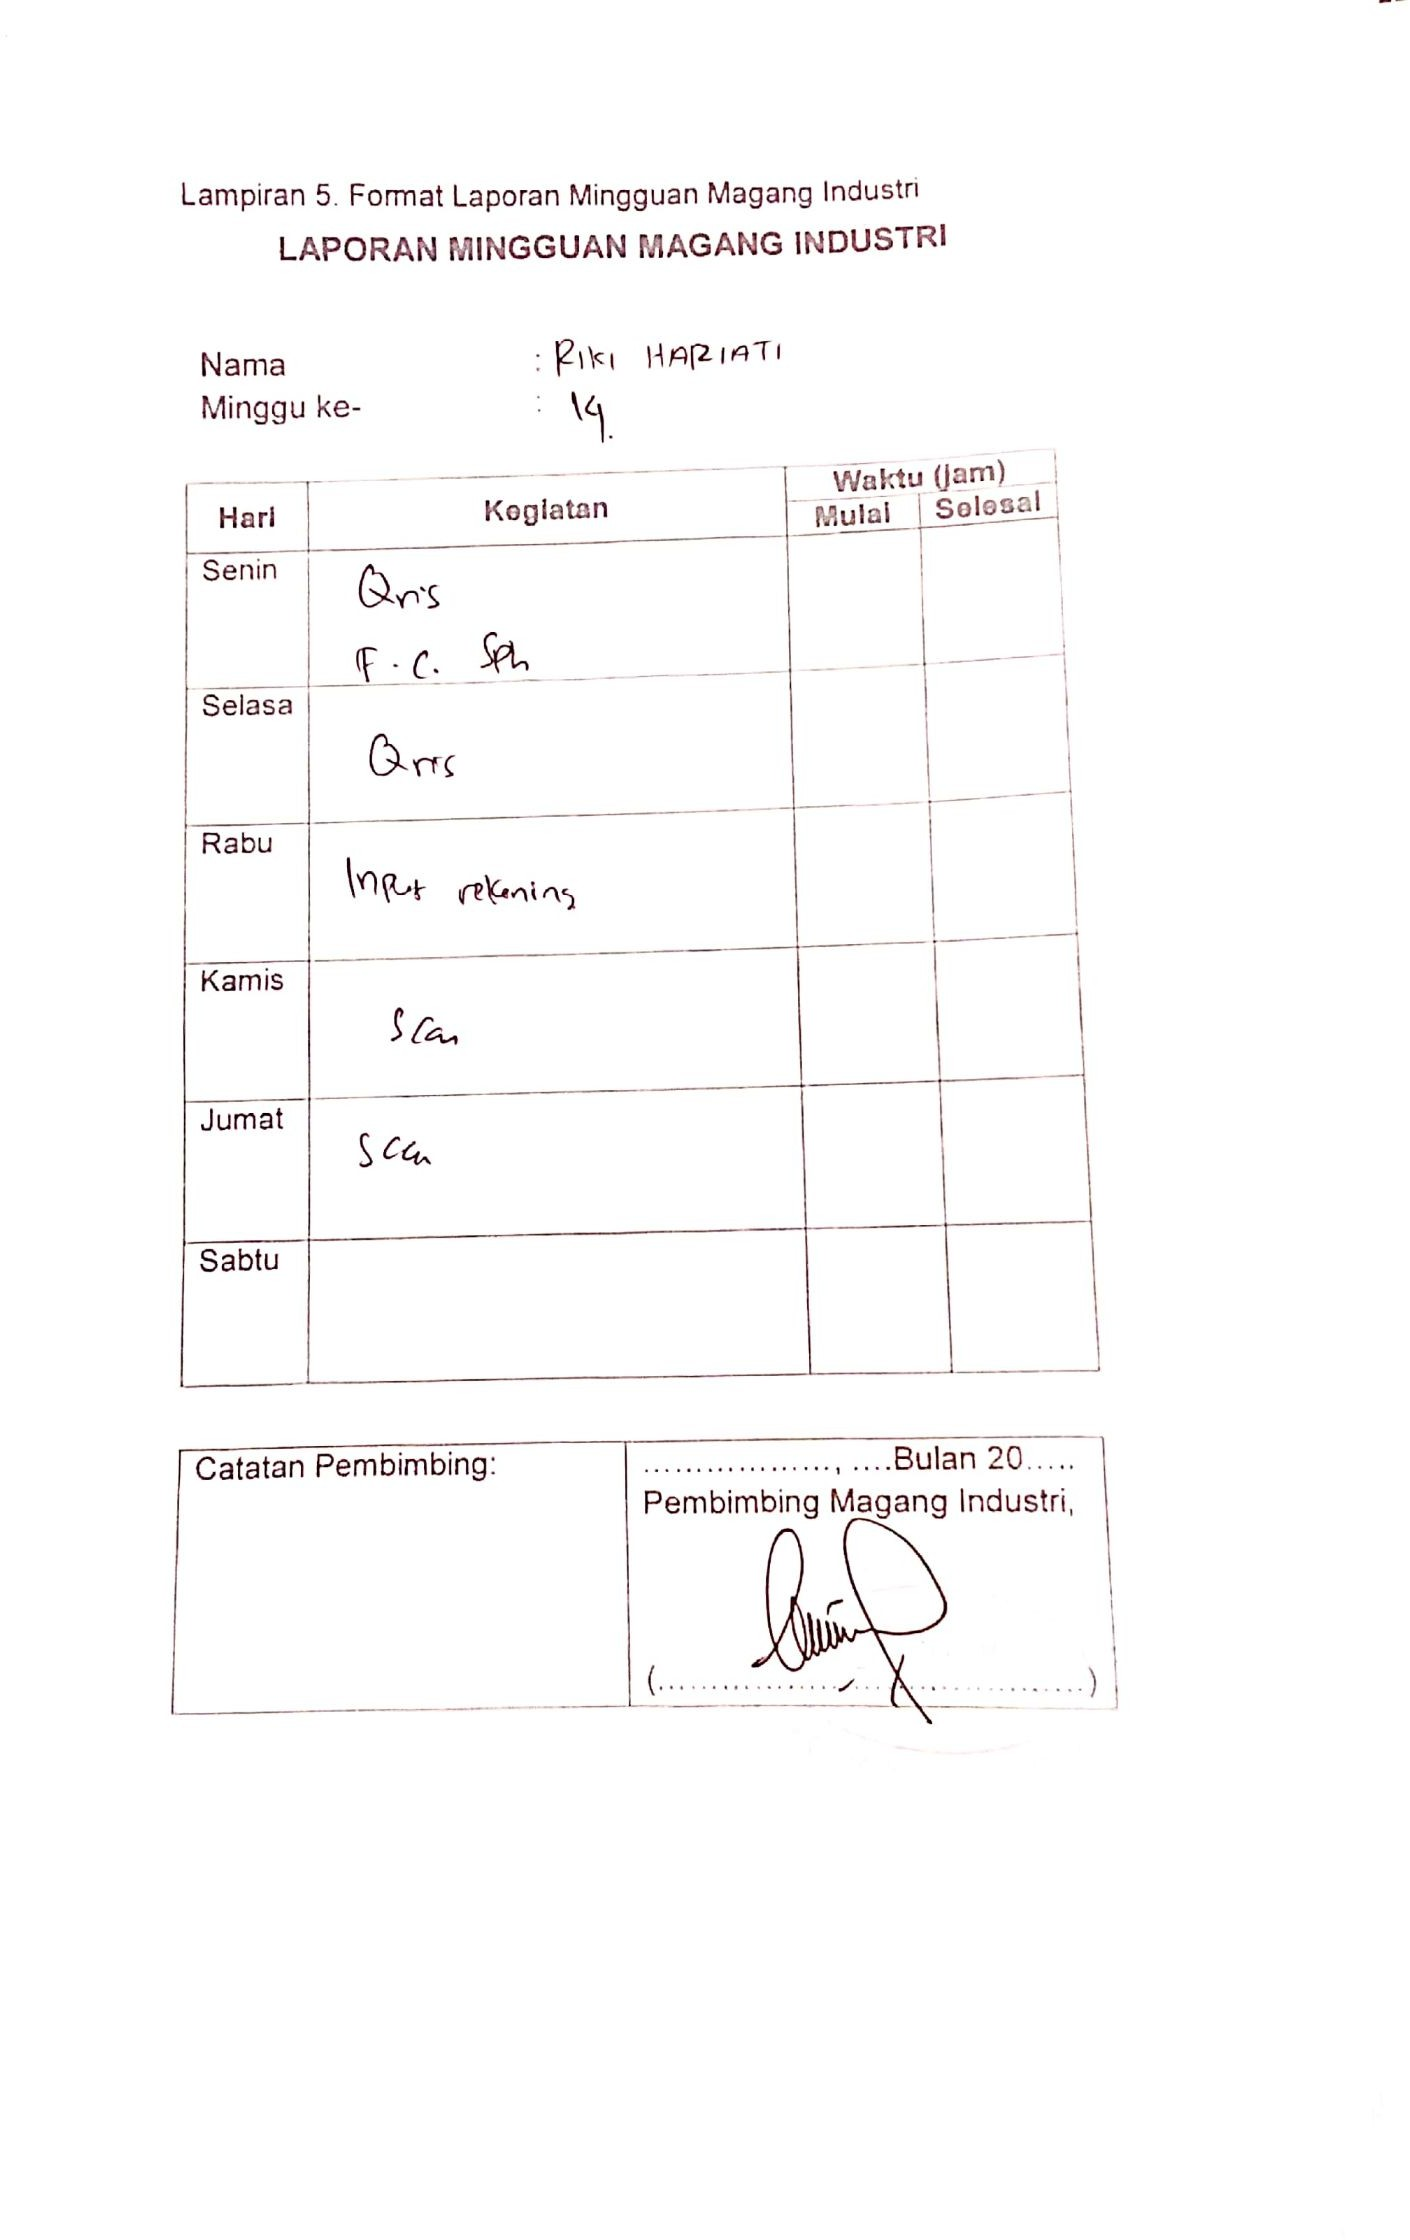 Lampiran 5. Format Laporan Mingguan Magang Industri
LAPORAN MINGGUAN MAGANG INDUSTRI
Nama : RIKI HARIATI
Minggu ke- : 14.
Hari Kegiatan Waktu (jam)
Mulai Selesai
Senin Qris
F.C. Sph
Selasa Qris
Rabu Input rekening
Kamis Scan
Jumat Scan
Sabtu
Catatan Pembimbing: ..................., ....Bulan 20.....
Pembimbing Magang Industri,
(..........................................)